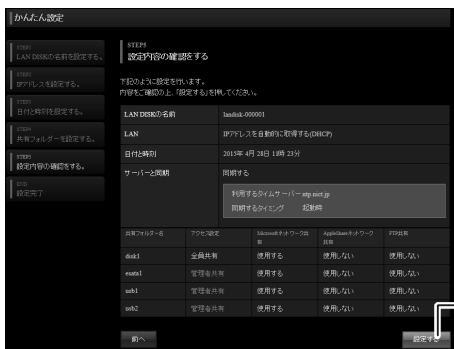 かんたん設定
STEP1
LAN DISKの名前を設定する。
STEP2
IPアドレスを設定する。
STEP3
日付と時刻を設定する。
STEP4
共有フォルダーを設定する。
STEP5
設定内容の確認をする。
END
設定完了
STEP5
設定内容の確認をする
下記のように設定を行います。
内容をご確認の上、「設定する」を押してください。
LAN DISKの名前 landisk-000001
LAN IPアドレスを自動的に取得する(DHCP)
日付と時刻 2015年 4月 28日 11時 23分
サーバーと同期 同期する
利用するタイムサーバー ntp.nict.jp
同期するタイミング 起動時
共有フォルダー名 アクセス設定 Microsoftネットワーク共有 AppleShareネットワーク共有 FTP共有
disk1 全員共有 使用する 使用しない 使用しない
esata1 管理者共有 使用する 使用しない 使用しない
usb1 管理者共有 使用する 使用しない 使用しない
usb2 管理者共有 使用する 使用しない 使用しない
前へ 設定する